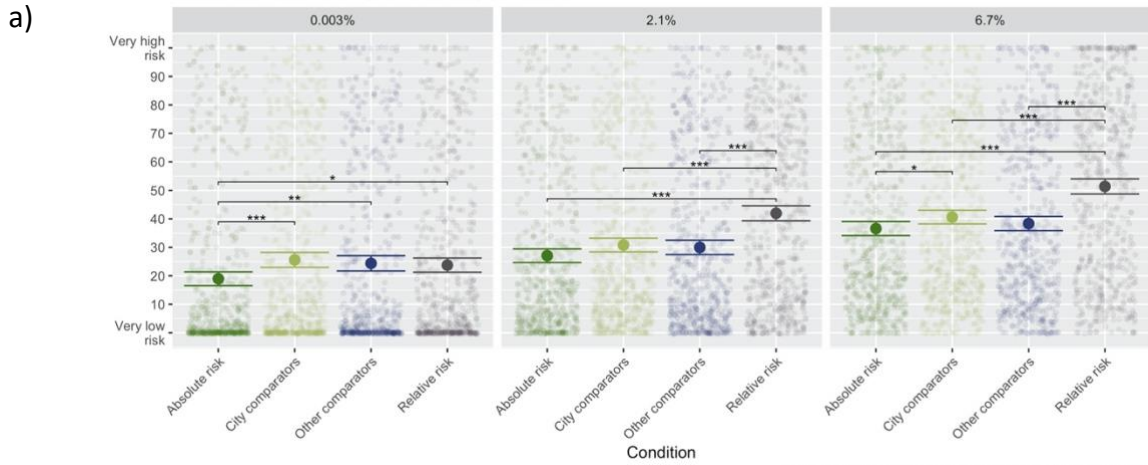 a)
0.003%
2.1%
6.7%
Very high
risk
90
80
70
60
50
40
30
20
10
Very low
risk
*
**
***
***
***
***
***
***
***
*
Absolute risk
City comparators
Other comparators
Relative risk
Absolute risk
City comparators
Other comparators
Relative risk
Absolute risk
City comparators
Other comparators
Relative risk
Condition